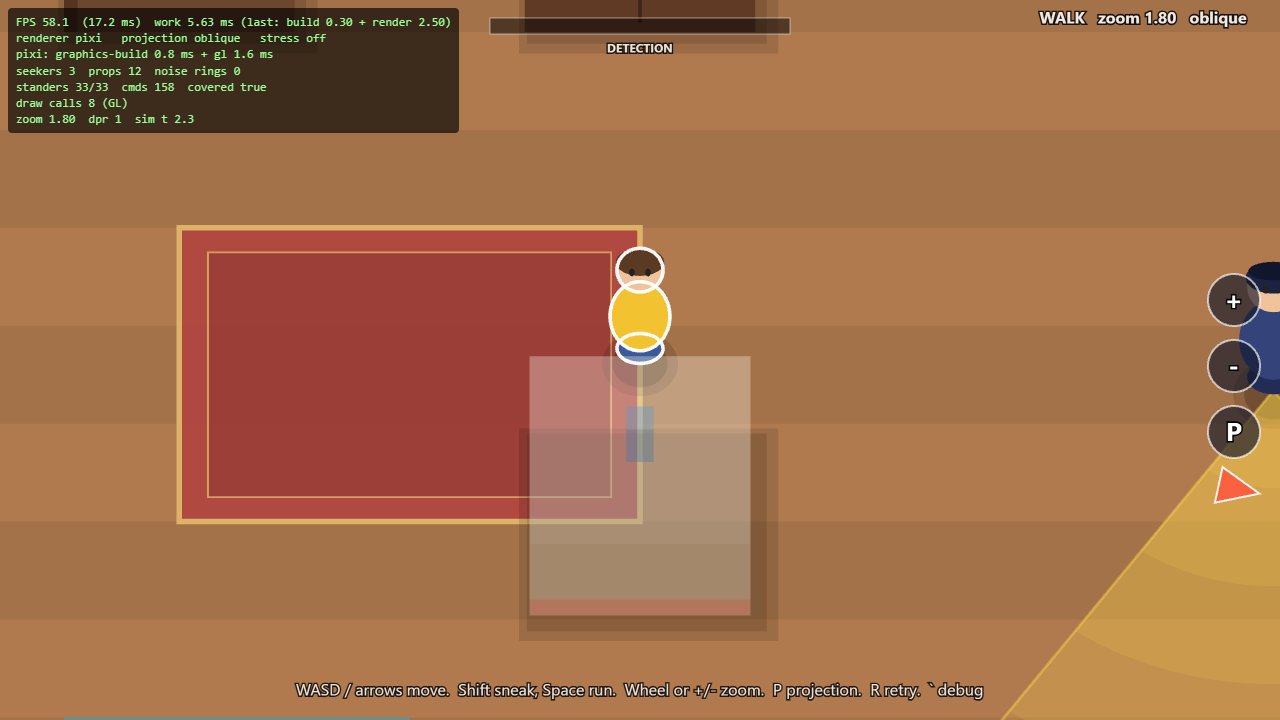 FPS 58.1 (17.2 ms) work 5.63 ms (last: build 0.30 + render 2.50)
renderer pixi projection oblique stress off
pixi: graphics-build 0.8 ms + gl 1.6 ms
seekers 3 props 12 noise rings 0
standers 33/33 cmds 158 covered true
draw calls 8 (GL)
zoom 1.80 dpr 1 sim t 2.3
DETECTION
WALK zoom 1.80 oblique
+
-
P
WASD / arrows move. Shift sneak, Space run. Wheel or +/- zoom. P projection. R retry. ` debug